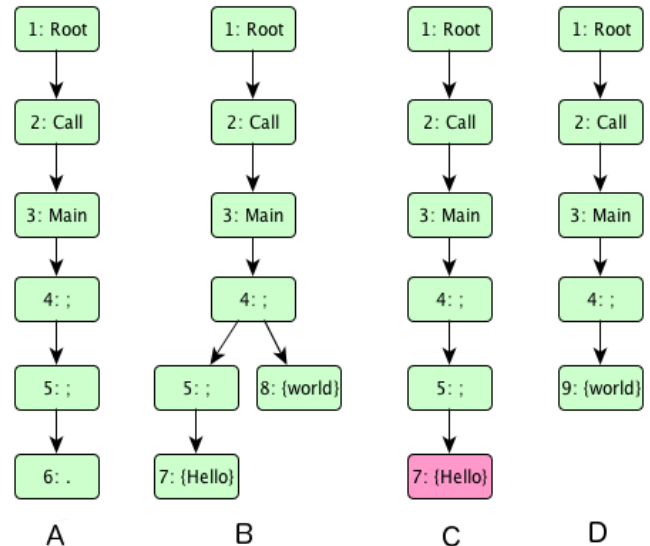 1: Root
1: Root
1: Root
1: Root
2: Call
2: Call
2: Call
2: Call
3: Main
3: Main
3: Main
3: Main
4: ;
4: ;
4: ;
4: ;
5: ;
5: ;
8: {world}
5: ;
9: {world}
6: .
7: {Hello}
7: {Hello}
A
B
C
D